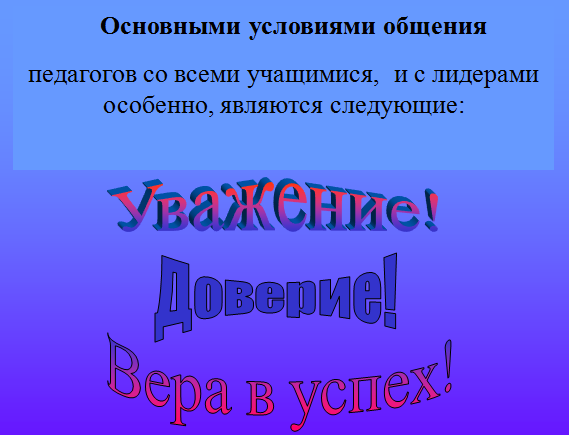 Основными условиями общения
педагогов со всеми учащимися, и с лидерами
особенно, являются следующие:
Уважение!
Доверие!
Вера в успех!